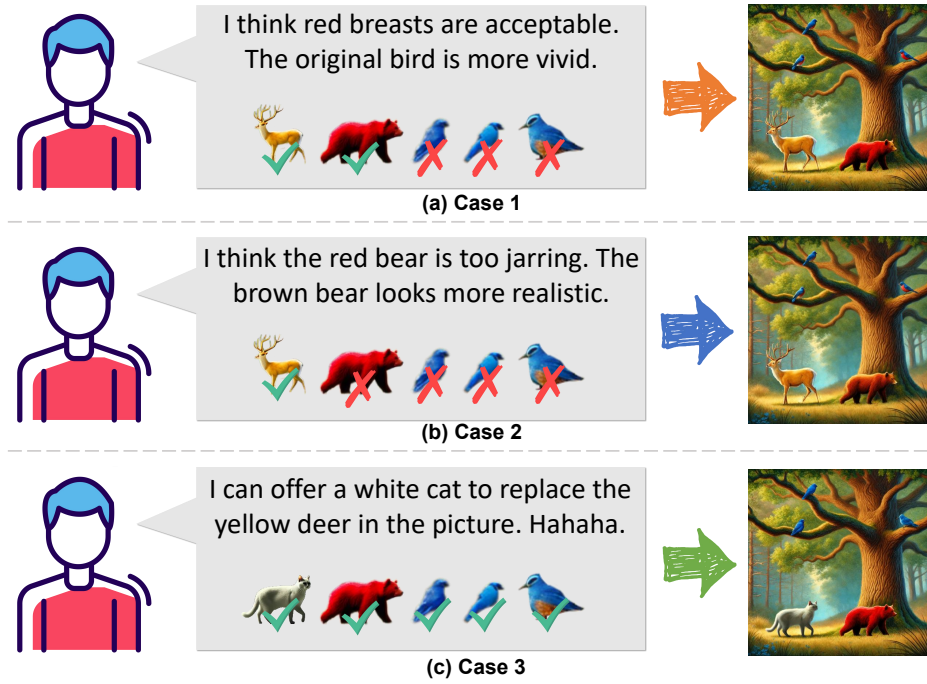 I think red breasts are acceptable.
The original bird is more vivid.
(a) Case 1
I think the red bear is too jarring. The
brown bear looks more realistic.
(b) Case 2
I can offer a white cat to replace the
yellow deer in the picture. Hahaha.
(c) Case 3